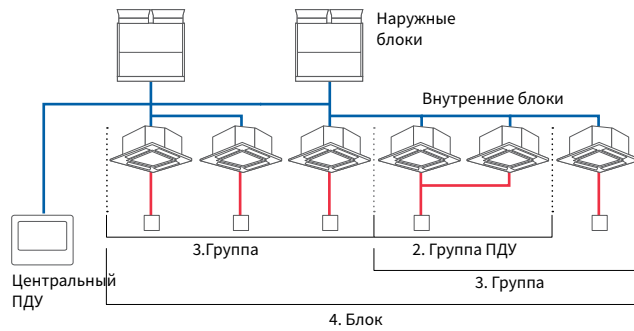 Наружные
блоки
Внутренние блоки
Центральный
ПДУ
3.Группа
2. Группа ПДУ
3. Группа
4. Блок